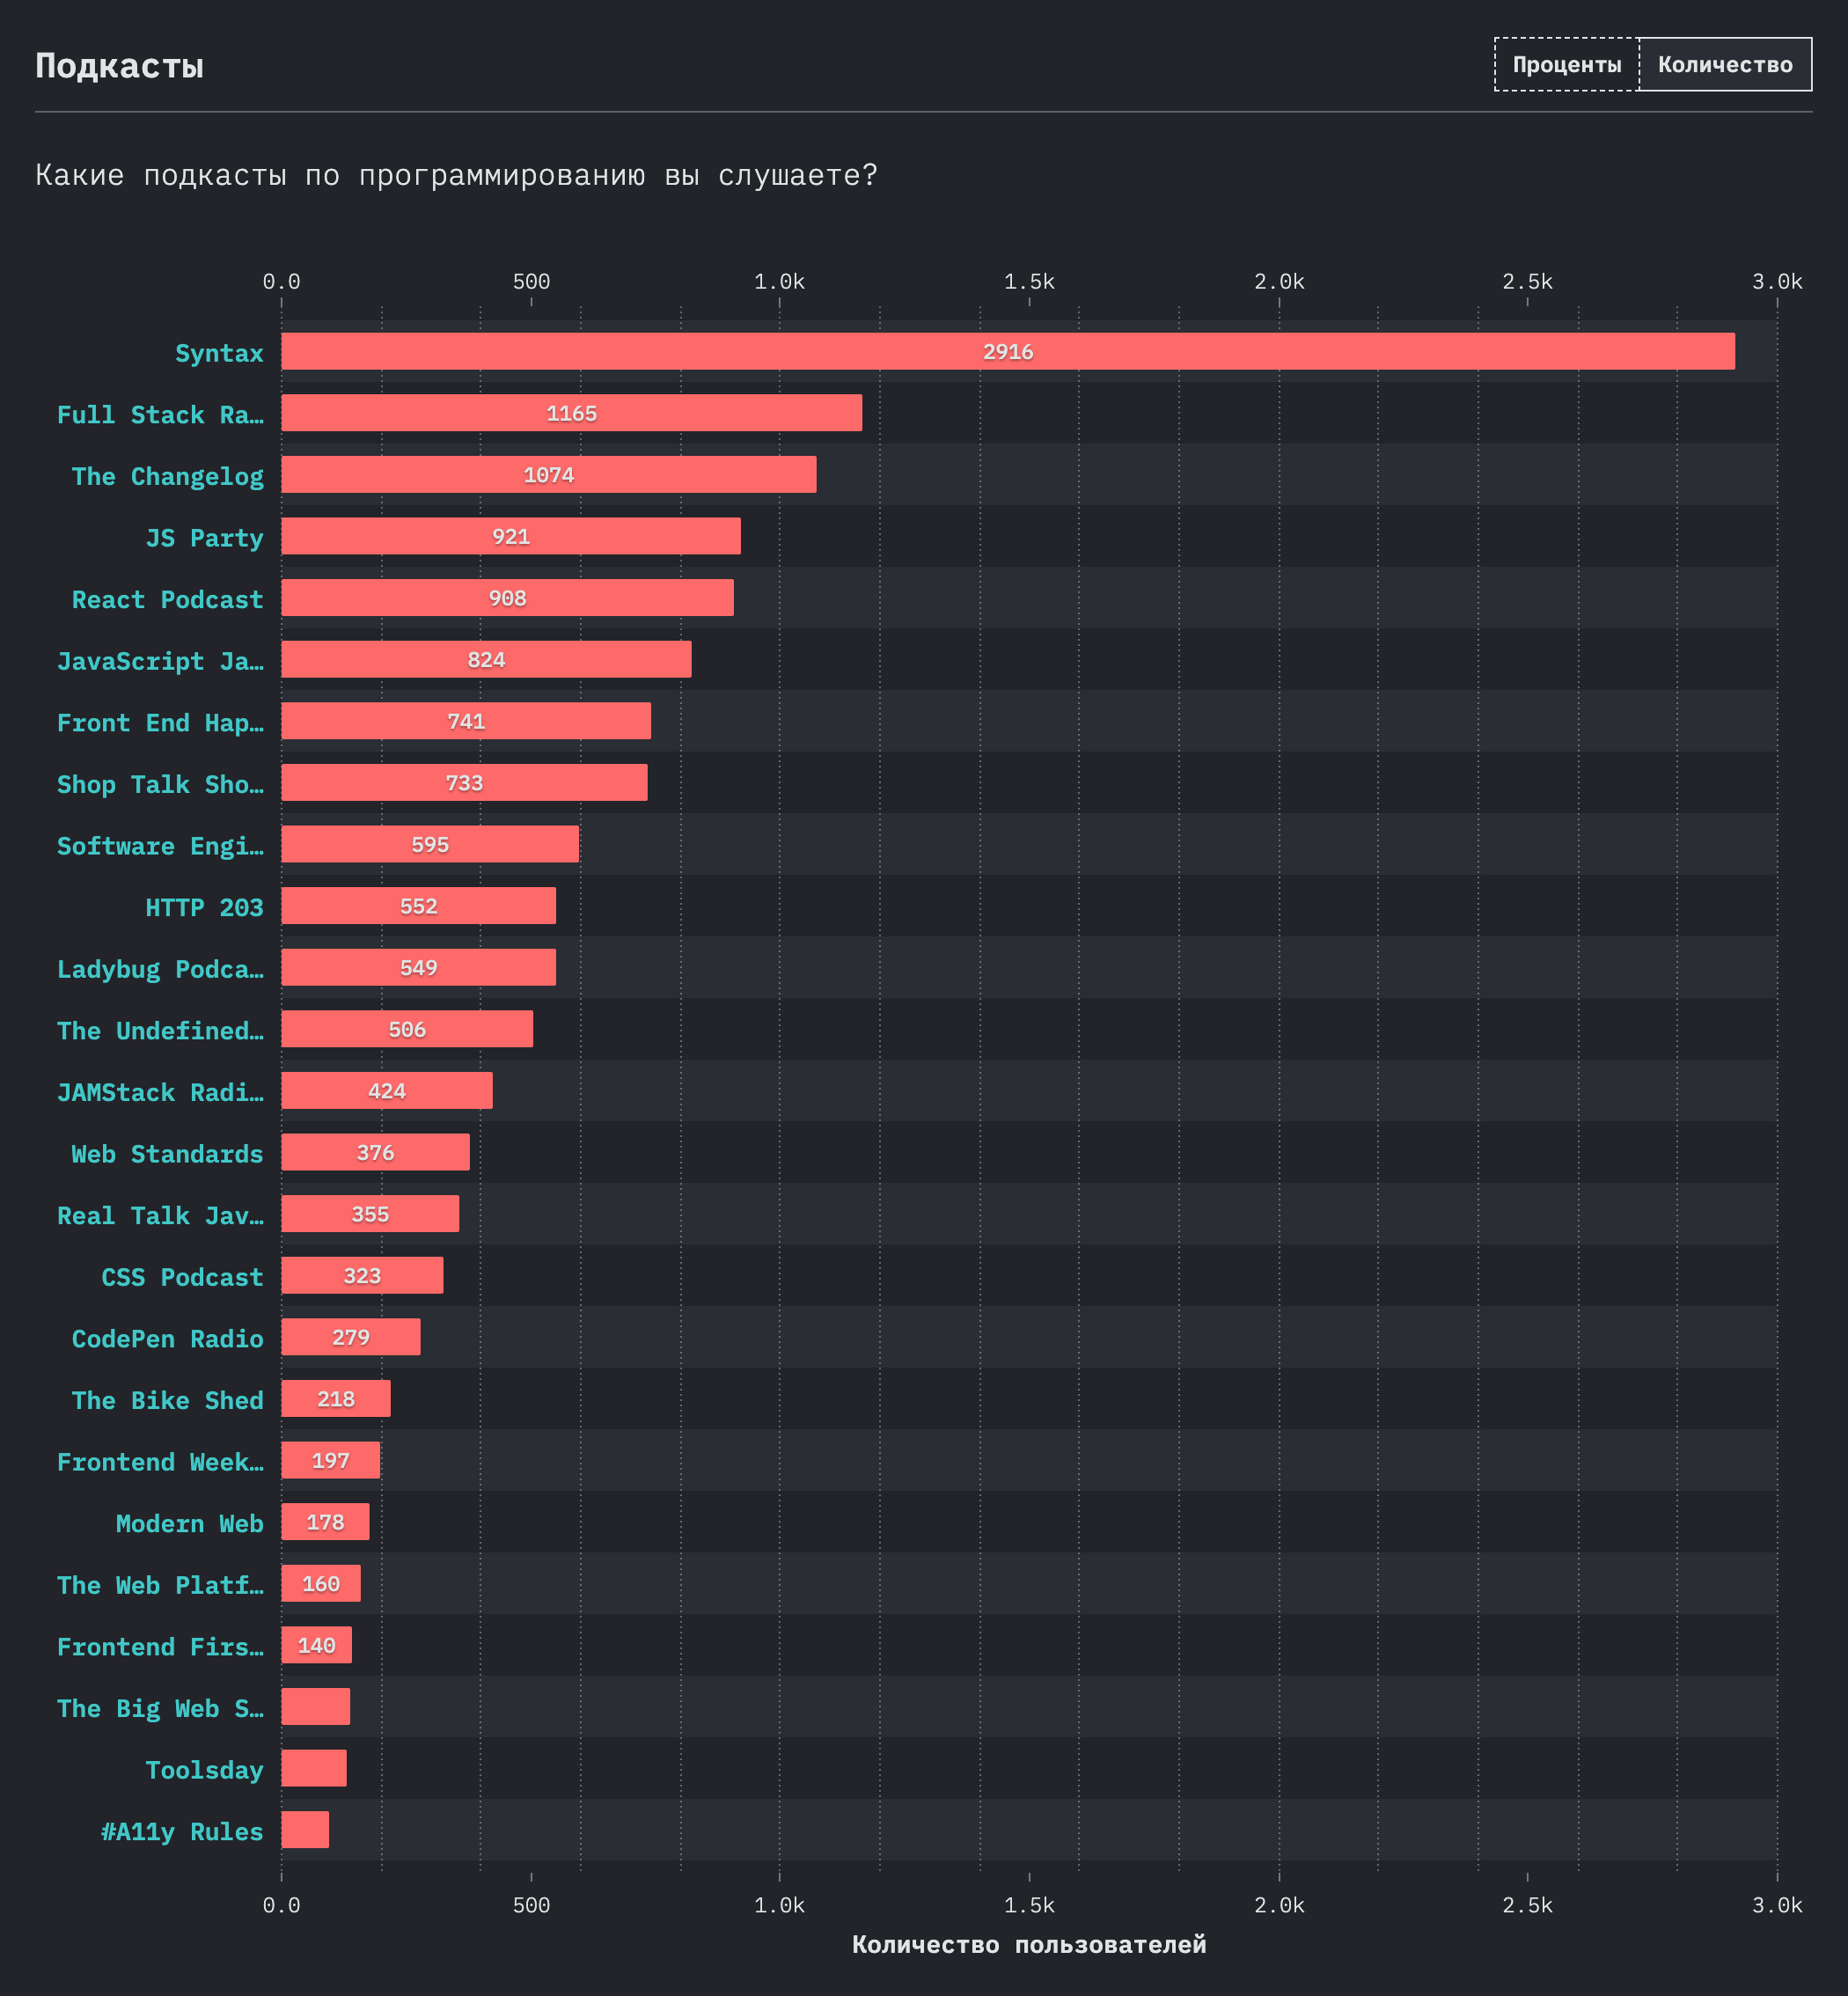 Подкасты
Проценты Количество
Какие подкасты по программированию вы слушаете?
0.0 500 1.0k 1.5k 2.0k 2.5k 3.0k
Syntax 2916
Full Stack Ra… 1165
The Changelog 1074
JS Party 921
React Podcast 908
JavaScript Ja… 824
Front End Hap… 741
Shop Talk Sho… 733
Software Engi… 595
HTTP 203 552
Ladybug Podca… 549
The Undefined… 506
JAMStack Radi… 424
Web Standards 376
Real Talk Jav… 355
CSS Podcast 323
CodePen Radio 279
The Bike Shed 218
Frontend Week… 197
Modern Web 178
The Web Platf… 160
Frontend Firs… 140
The Big Web S…
Toolsday
#A11y Rules
0.0 500 1.0k 1.5k 2.0k 2.5k 3.0k
Количество пользователей